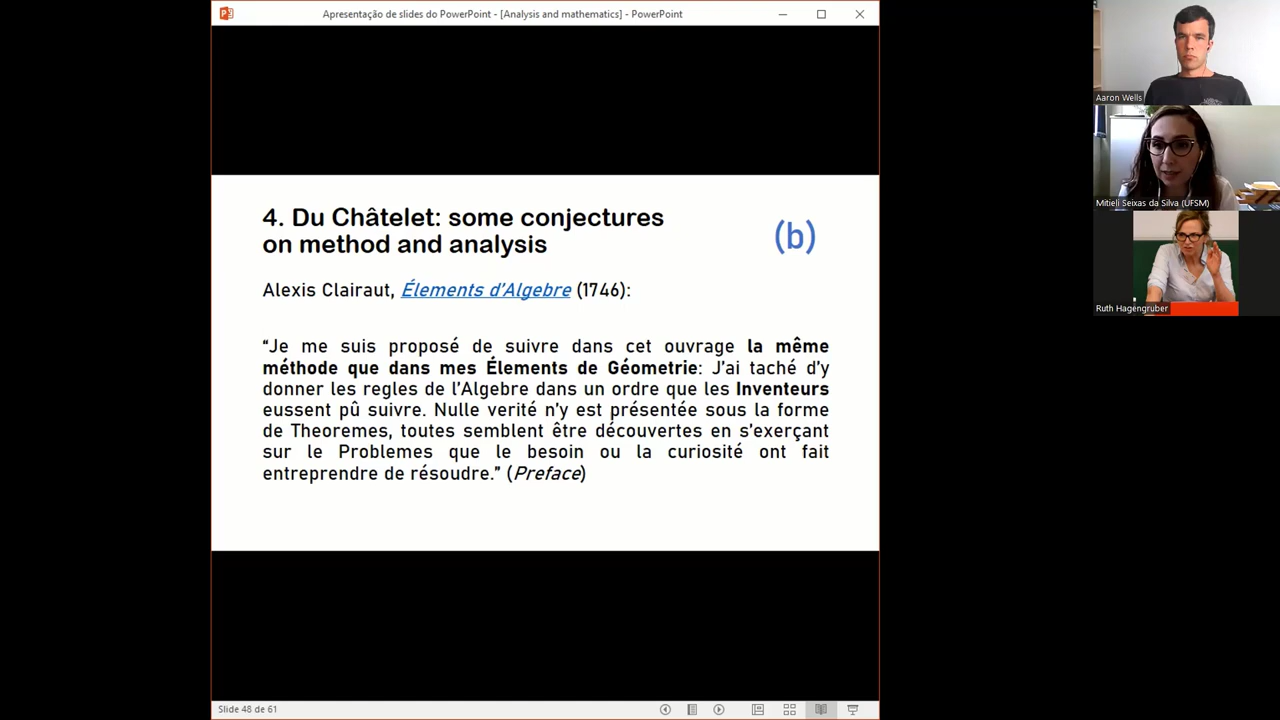 Apresentação de slides do PowerPoint - [Analysis and mathematics] - PowerPoint
4. Du Châtelet: some conjectures
on method and analysis
(b)
Alexis Clairaut, Élements d'Algebre (1746):
“Je me suis proposé de suivre dans cet ouvrage la même
méthode que dans mes Élements de Géometrie: J'ai taché d'y
donner les regles de l'Algebre dans un ordre que les Inventeurs
eussent pû suivre. Nulle verité n'y est présentée sous la forme
de Theoremes, toutes semblent être découvertes en s'exerçant
sur le Problemes que le besoin ou la curiosité ont fait
entreprendre de résoudre.” (Preface)
Slide 48 de 61
Aaron Wells
Mitieli Seixas da Silva (UFSM)
Ruth Hagengruber